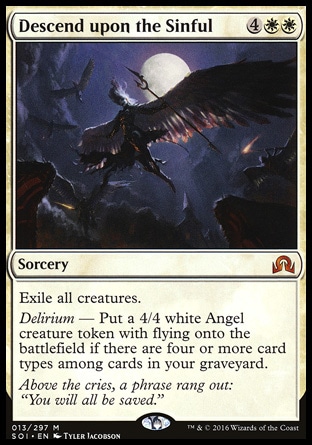 Descend upon the Sinful 4
Sorcery
Exile all creatures.
Delirium — Put a 4/4 white Angel
creature token with flying onto the
battlefield if there are four or more card
types among cards in your graveyard.
Above the cries, a phrase rang out:
“You will all be saved.”
013/297 M
SOI • EN Tyler Jacobson
™ & © 2016 Wizards of the Coast